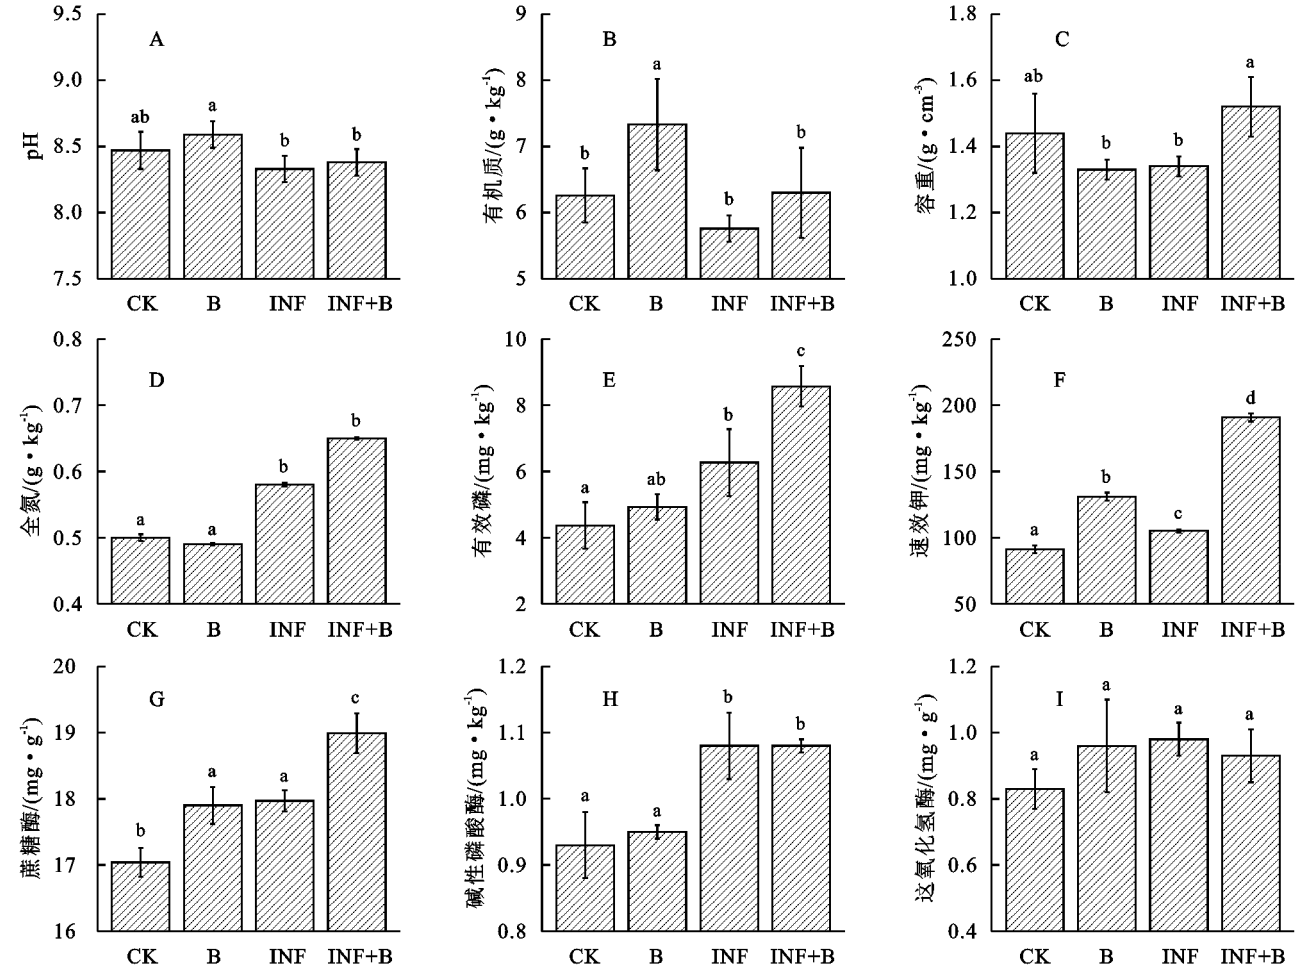 A
pH
9.5
9.0
8.5
8.0
7.5
ab
a
b
b
CK
B
INF
INF+B
B
有机质/(g·kg⁻¹)
9
8
7
6
5
b
a
b
b
CK
B
INF
INF+B
C
容重/(g·cm⁻³)
1.8
1.6
1.4
1.2
1.0
ab
b
b
a
CK
B
INF
INF+B
D
全氮/(g·kg⁻¹)
0.8
0.7
0.6
0.5
0.4
a
a
b
b
CK
B
INF
INF+B
E
有效磷/(mg·kg⁻¹)
10
8
6
4
2
a
ab
b
c
CK
B
INF
INF+B
F
速效钾/(mg·kg⁻¹)
250
200
150
100
50
a
b
c
d
CK
B
INF
INF+B
G
蔗糖酶/(mg·g⁻¹)
20
19
18
17
16
b
a
a
c
CK
B
INF
INF+B
H
碱性磷酸酶/(mg·kg⁻¹)
1.2
1.1
1.0
0.9
0.8
a
a
b
b
CK
B
INF
INF+B
I
这氧化氢酶/(mg·g⁻¹)
1.2
1.0
0.8
0.6
0.4
a
a
a
a
CK
B
INF
INF+B